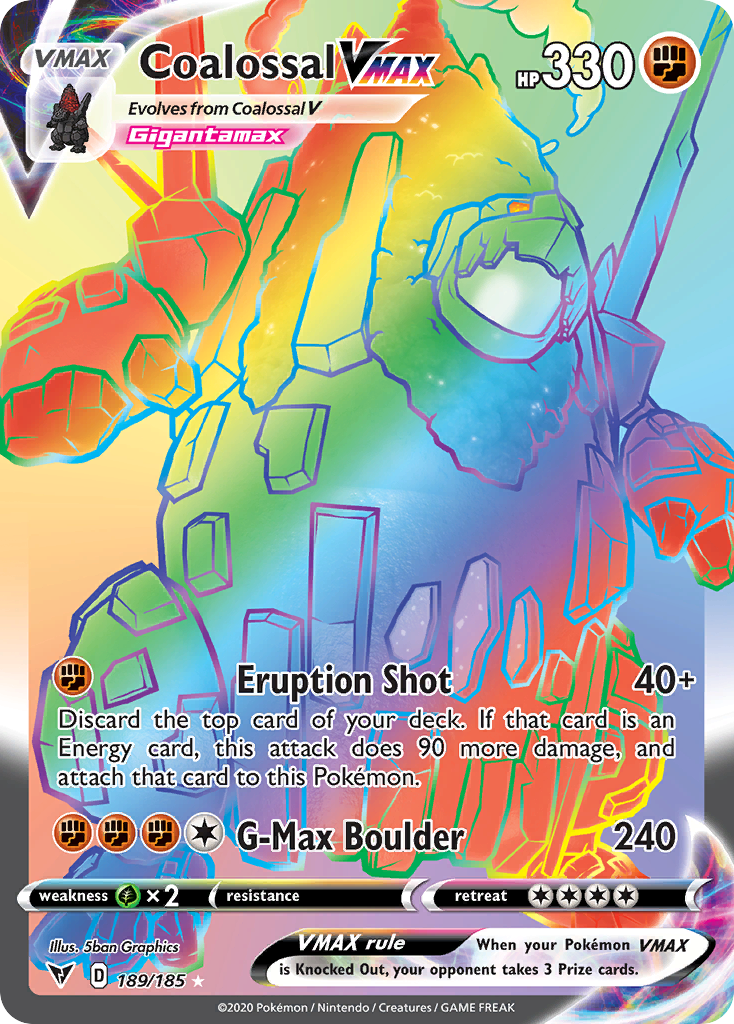 VMAX
Coalossal VMAX
HP 330
Evolves from Coalossal V
Gigantamax
Eruption Shot 40+
Discard the top card of your deck. If that card is an
Energy card, this attack does 90 more damage, and
attach that card to this Pokémon.
G-Max Boulder 240
weakness ×2 resistance retreat
Illus. 5ban Graphics
VMAX rule When your Pokémon VMAX
is Knocked Out, your opponent takes 3 Prize cards.
D 189/185
©2020 Pokémon / Nintendo / Creatures / GAME FREAK